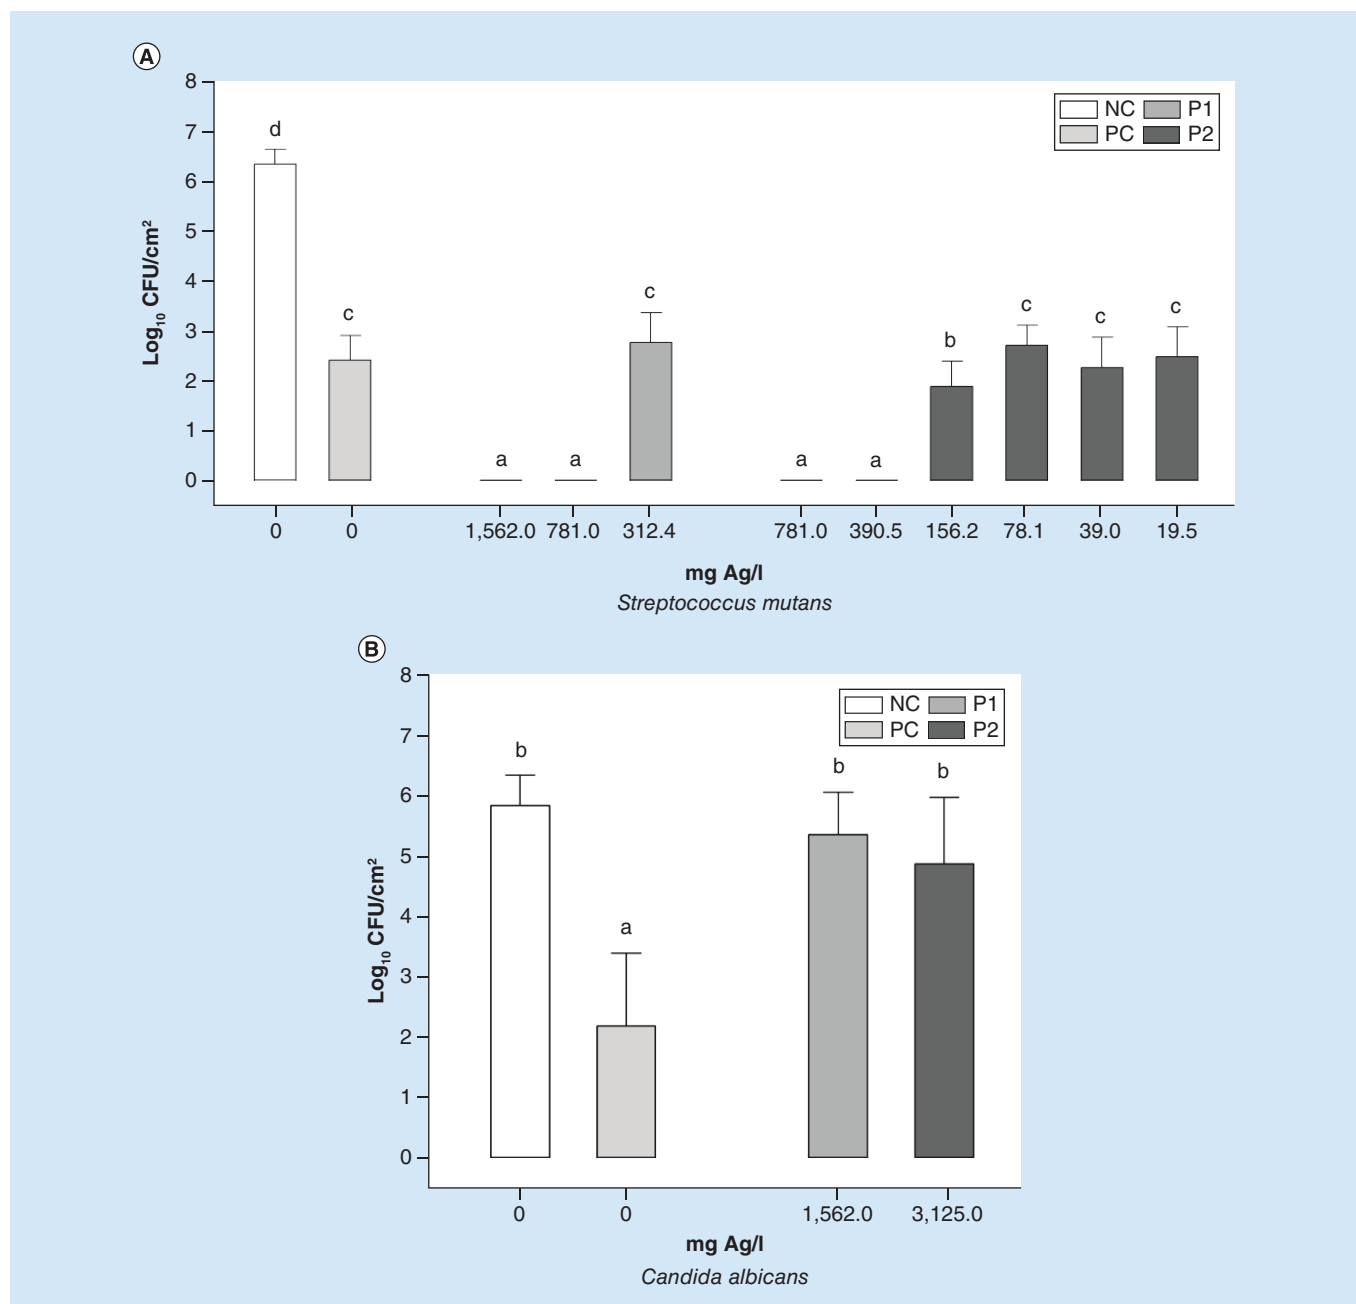 A
8
7
6
5
4
3
2
1
0
Log10 CFU/cm2
NC P1
PC P2
d
c
a
a
c
a
a
b
c
c
c
0 0 1,562.0 781.0 312.4 781.0 390.5 156.2 78.1 39.0 19.5
mg Ag/l
Streptococcus mutans
B
8
7
6
5
4
3
2
1
0
Log10 CFU/cm2
NC P1
PC P2
b
a
b
b
0 0 1,562.0 3,125.0
mg Ag/l
Candida albicans